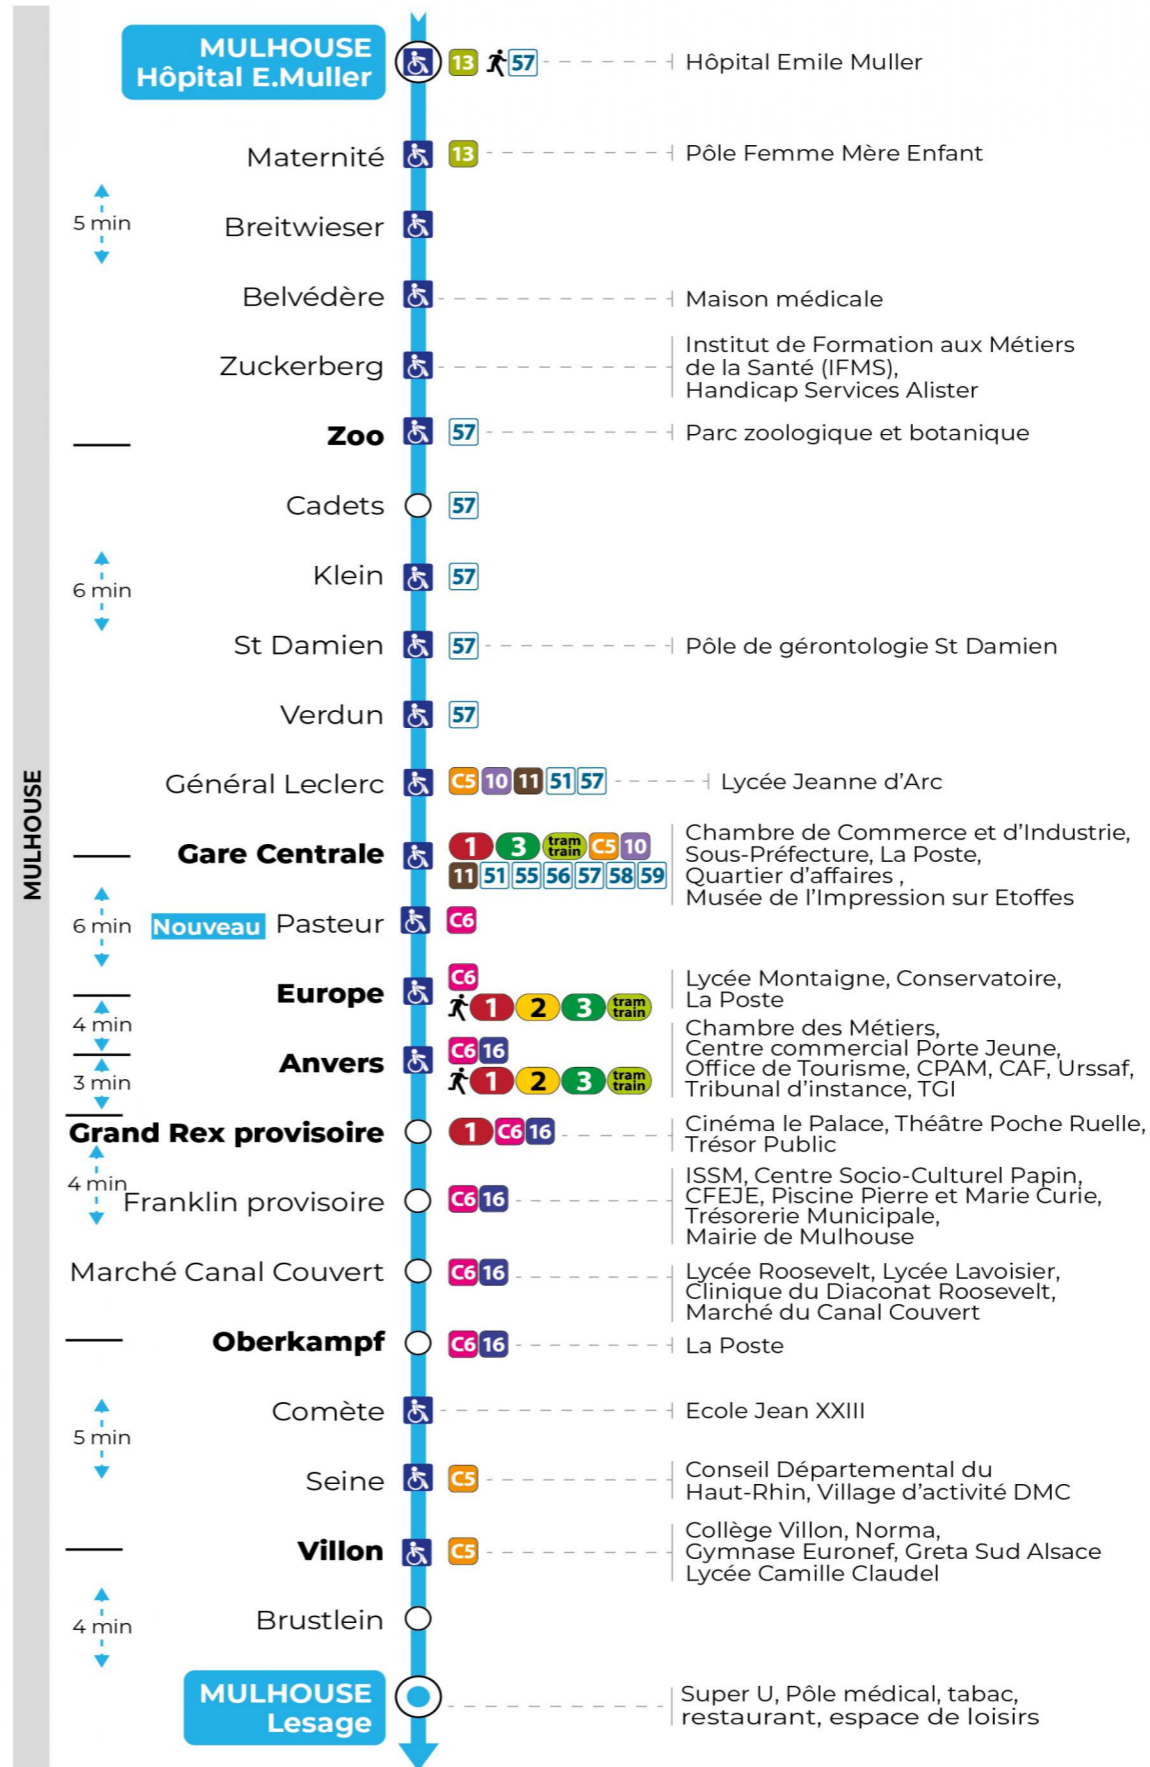 MULHOUSE
Hôpital E.Muller
13 57
Hôpital Emile Muller
Maternité
13
Pôle Femme Mère Enfant
5 min
Breitwieser
Belvédère
Maison médicale
Zuckerberg
Institut de Formation aux Métiers
de la Santé (IFMS),
Handicap Services Alister
Zoo
57
Parc zoologique et botanique
Cadets
57
6 min
Klein
57
St Damien
57
Pôle de gérontologie St Damien
Verdun
57
MULHOUSE
Général Leclerc
C5 10 11 51 57
Lycée Jeanne d’Arc
Gare Centrale
1 3 tram train C5 10
11 51 55 56 57 58 59
Chambre de Commerce et d’Industrie,
Sous-Préfecture, La Poste,
Quartier d’affaires ,
Musée de l’Impression sur Etoffes
6 min
Nouveau Pasteur
C6
Europe
C6
1 2 3 tram train
Lycée Montaigne, Conservatoire,
La Poste
4 min
Anvers
C6 16
1 2 3 tram train
Chambre des Métiers,
Centre commercial Porte Jeune,
Office de Tourisme, CPAM, CAF, Urssaf,
Tribunal d’instance, TGI
3 min
Grand Rex provisoire
1 C6 16
Cinéma le Palace, Théâtre Poche Ruelle,
Trésor Public
4 min
Franklin provisoire
C6 16
ISSM, Centre Socio-Culturel Papin,
CFEJE, Piscine Pierre et Marie Curie,
Trésorerie Municipale,
Mairie de Mulhouse
Marché Canal Couvert
C6 16
Lycée Roosevelt, Lycée Lavoisier,
Clinique du Diaconat Roosevelt,
Marché du Canal Couvert
Oberkampf
C6 16
La Poste
Comète
Ecole Jean XXIII
5 min
Seine
C5
Conseil Départemental du
Haut-Rhin, Village d’activité DMC
Villon
C5
Collège Villon, Norma,
Gymnase Euronef, Greta Sud Alsace
Lycée Camille Claudel
4 min
Brustlein
MULHOUSE
Lesage
Super U, Pôle médical, tabac,
restaurant, espace de loisirs